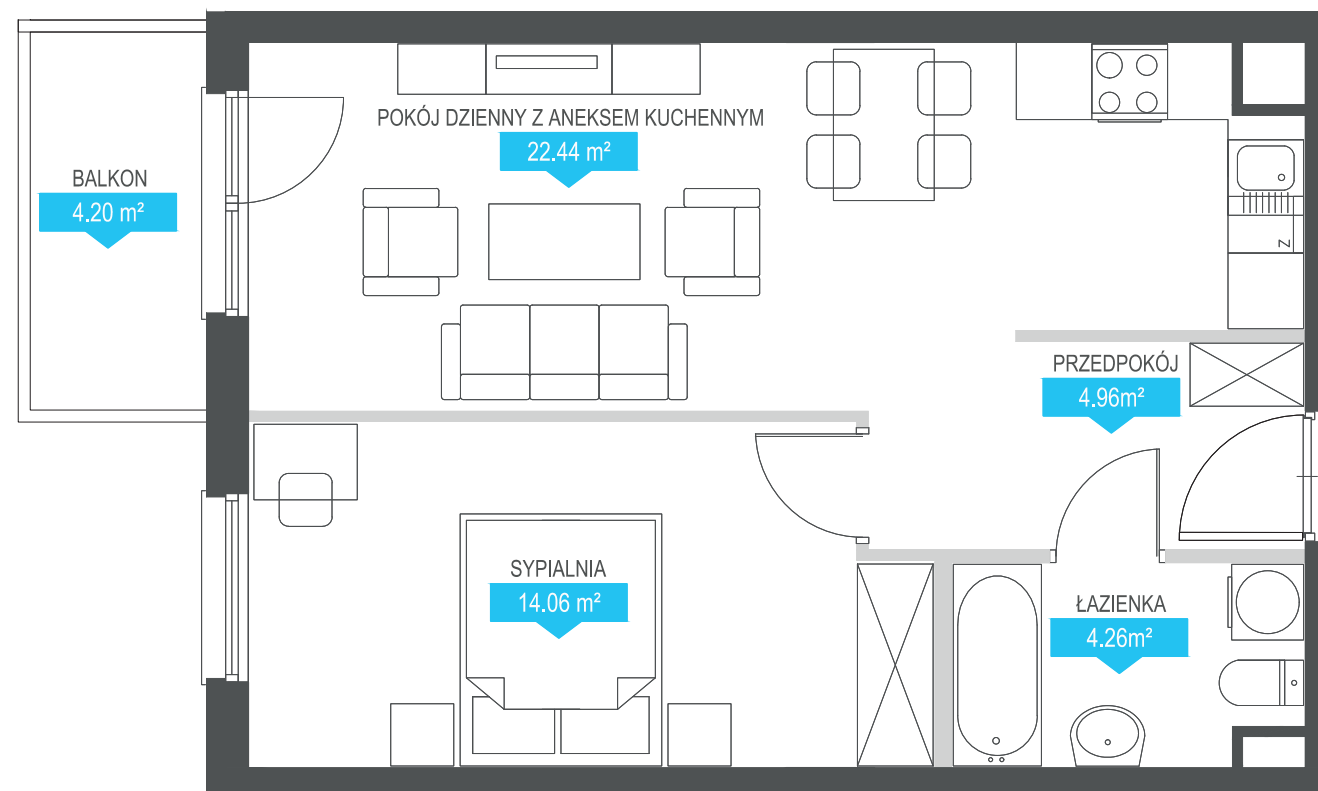 POKÓJ DZIENNY Z ANEKSEM KUCHENNYM
22.44 m²
BALKON
4.20 m²
Z
PRZEDPOKÓJ
4.96m²
SYPIALNIA
14.06 m²
ŁAZIENKA
4.26m²